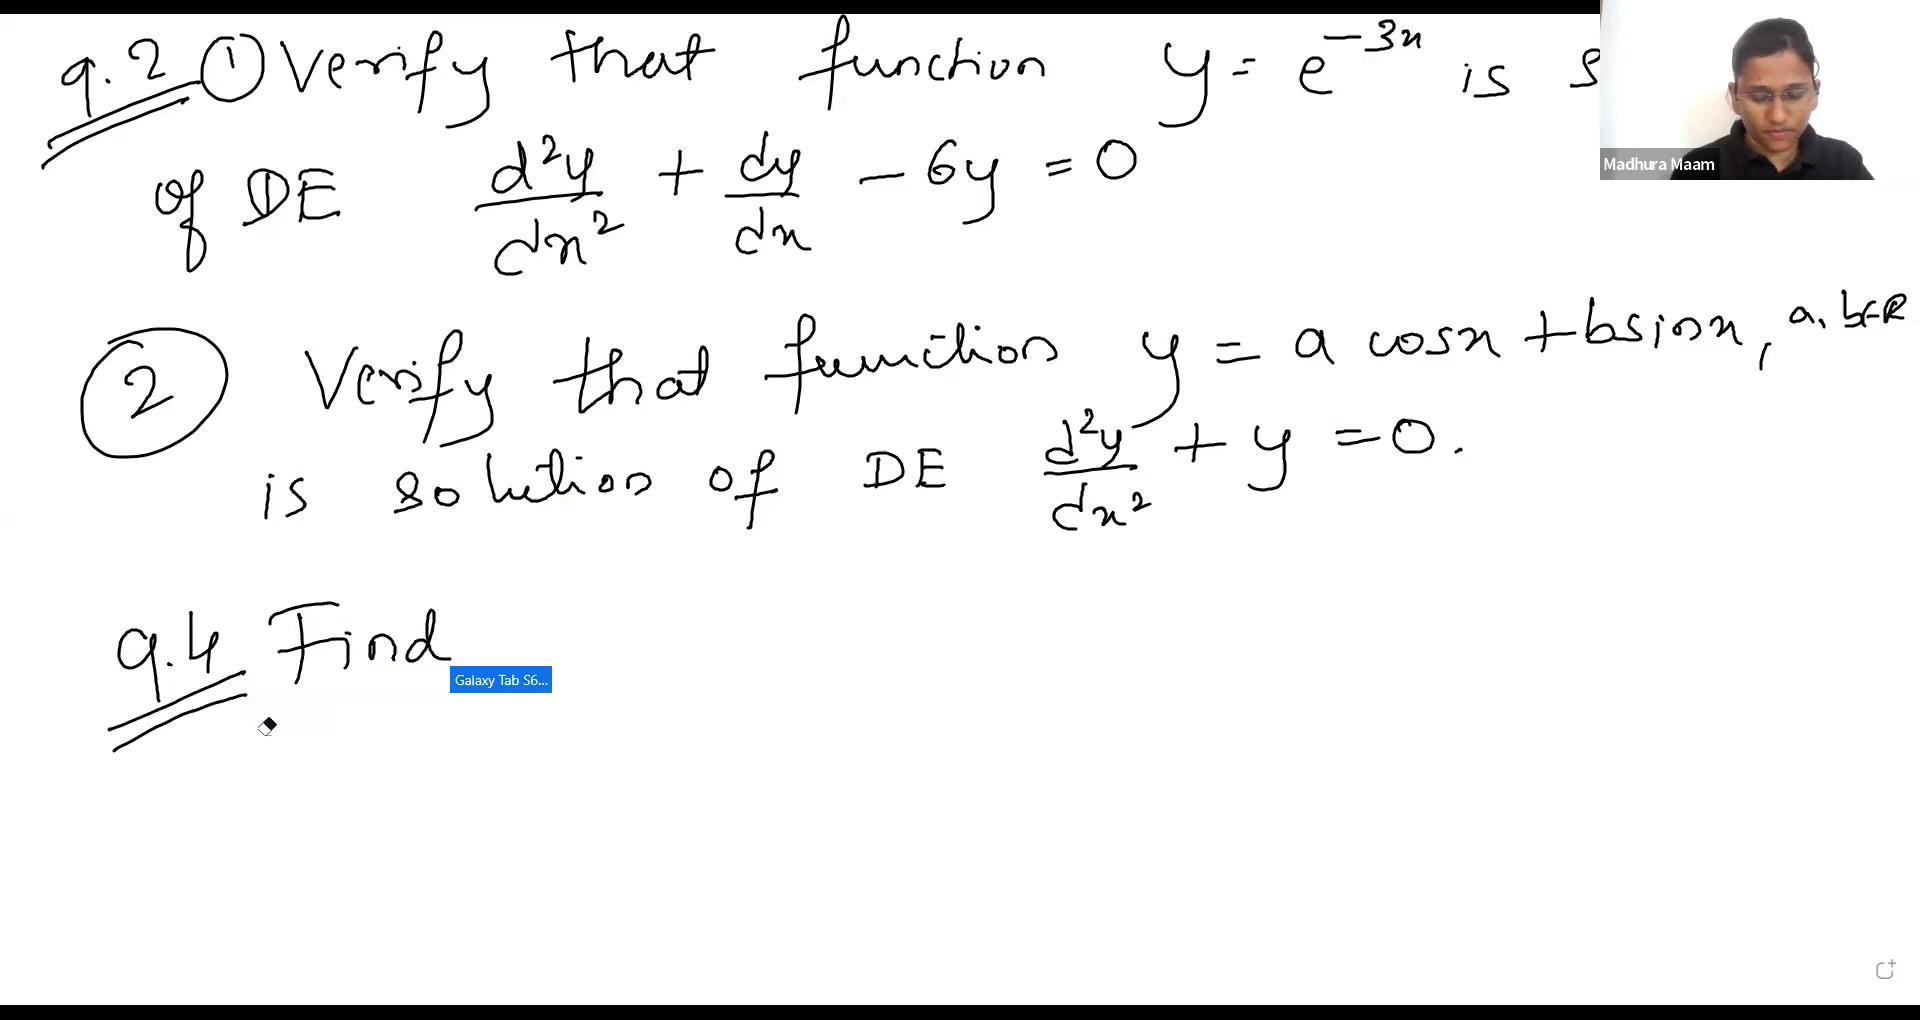 Q.2 ① Verify that function y = e^{-3x} is s
Madhura Maam
of DE d²y/dx² + dy/dx - 6y = 0
② Verify that function y = a cosx + bsinx, a, b∈R
is solution of DE d²y/dx² + y = 0.
Q.4 Find
Galaxy Tab S6...